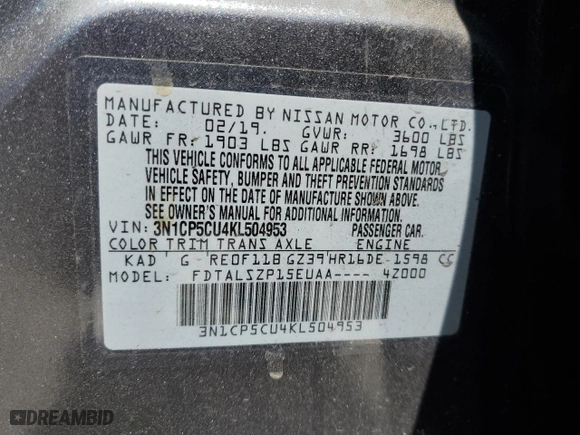 MANUFACTURED BY NISSAN MOTOR CO., LTD.
DATE: 02/19. GVWR: 3600 LBS
GAWR FR: 1903 LBS GAWR RR: 1698 LBS
THIS VEHICLE CONFORMS TO ALL APPLICABLE FEDERAL MOTOR
VEHICLE SAFETY, BUMPER AND THEFT PREVENTION STANDARDS
IN EFFECT ON THE DATE OF MANUFACTURE SHOWN ABOVE.
SEE OWNER'S MANUAL FOR ADDITIONAL INFORMATION.
VIN: 3N1CP5CU4KL504953 PASSENGER CAR.
COLOR TRIM TRANS AXLE ENGINE
KAD G RE0F11B GZ39 HR16DE 1598 CC
MODEL: FDTALSZP15EUAA---- 4Z000
3N1CP5CU4KL504953
DREAMBID